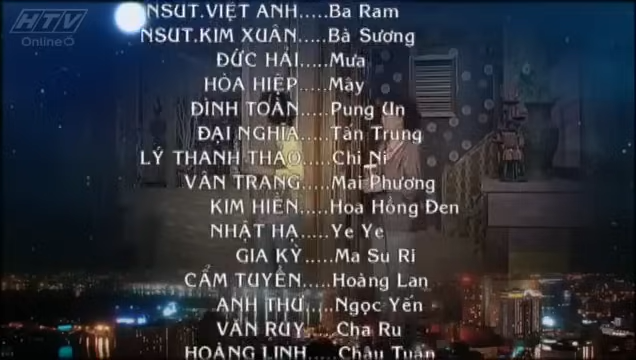 HTV
Online
NSUT.VIỆT ANH.....Ba Ram
NSUT.KIM XUÂN.....Bà Sương
ĐỨC HẢI.....Mưa
HÒA HIỆP.....Mây
ĐÌNH TOÀN.....Pung Un
ĐẠI NGHĨA.....Tân Trung
LÝ THANH THẢO.....Chi Ni
VÂN TRANG.....Mai Phương
KIM HIỀN.....Hoa Hồng Đen
NHẬT HẠ.....Ye Ye
GIA KỲ.....Ma Su Ri
CẨM TUYỀN.....Hoàng Lan
ANH THƯ.....Ngọc Yến
VĂN RUY.....Cha Ru
HOÀNG LINH.....Châu Tuấn